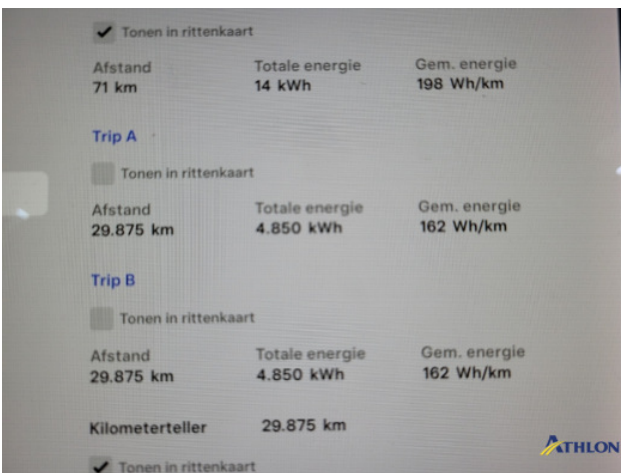 Tonen in rittenkaart
Afstand Totale energie Gem. energie
71 km 14 kWh 198 Wh/km
Trip A
Tonen in rittenkaart
Afstand Totale energie Gem. energie
29.875 km 4.850 kWh 162 Wh/km
Trip B
Tonen in rittenkaart
Afstand Totale energie Gem. energie
29.875 km 4.850 kWh 162 Wh/km
Kilometerteller 29.875 km
Tonen in rittenkaart
ATHLON